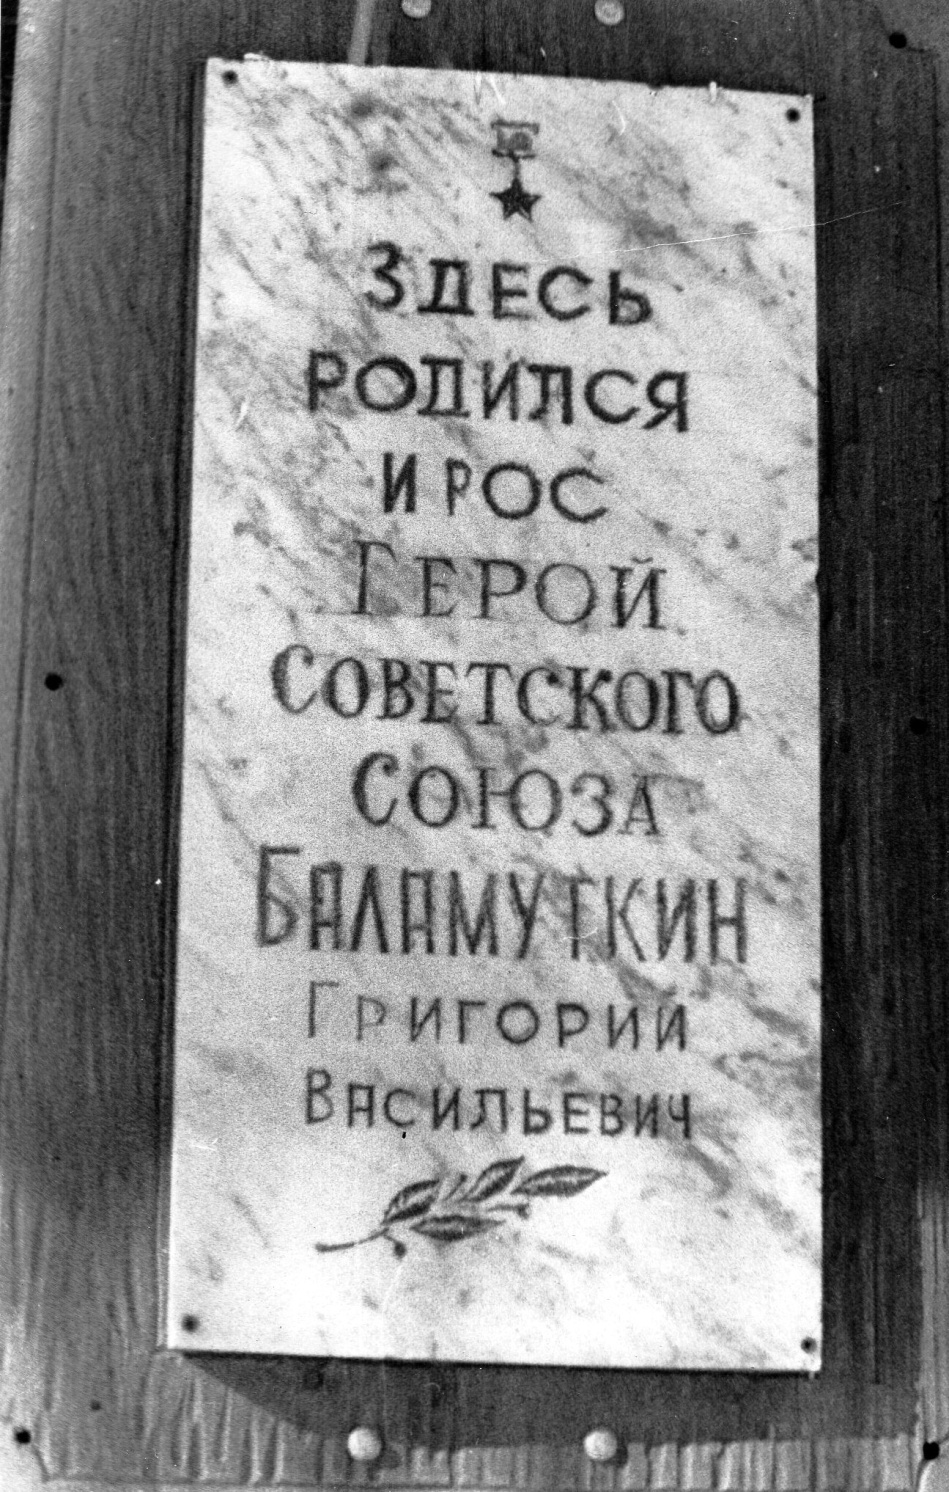 ЗДЕСЬ
РОДИЛСЯ
И РОС
ГЕРОЙ
СОВЕТСКОГО
СОЮЗА
БАЛАМУТКИН
ГРИГОРИЙ
ВАСИЛЬЕВИЧ